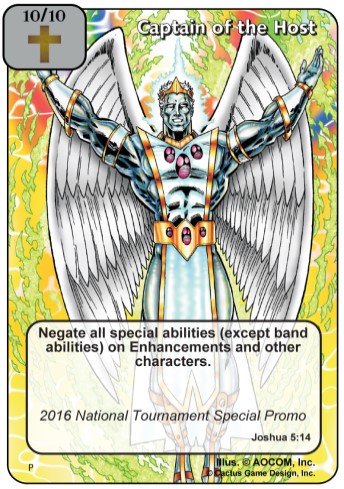 10/10
Captain of the Host
Negate all special abilities (except band
abilities) on Enhancements and other
characters.
2016 National Tournament Special Promo
Joshua 5:14
P
Illus. © AOCOM, Inc.
© Cactus Game Design, Inc.